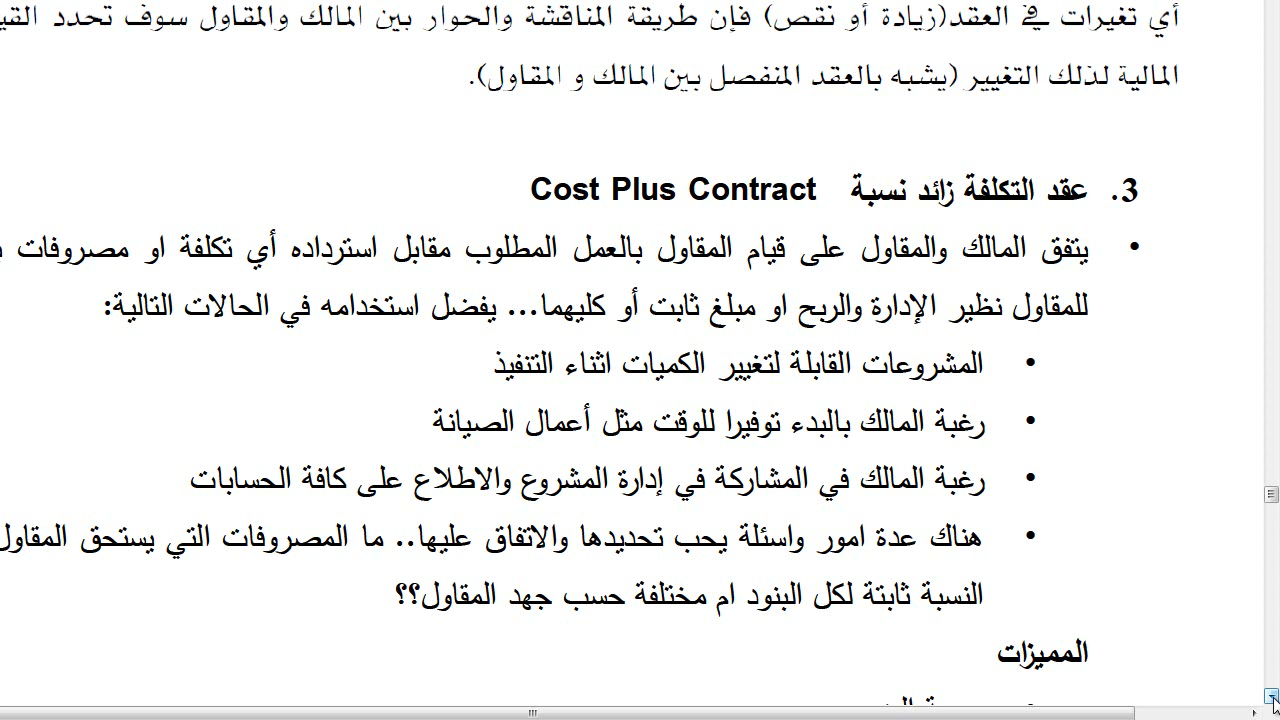 أي تغيرات في العقد(زيادة أو نقص) فإن طريقة المناقشة والحوار بين المالك والمقاول سوف تحدد
المالية لذلك التغيير (يشبه بالعقد المنفصل بين المالك و المقاول).
3. عقد التكلفة زائد نسبة Cost Plus Contract
• يتفق المالك والمقاول على قيام المقاول بالعمل المطلوب مقابل استرداده أي تكلفة او مصروفات
للمقاول نظير الإدارة والربح او مبلغ ثابت أو كليهما... يفضل استخدامه في الحالات التالية:
• المشروعات القابلة لتغيير الكميات اثناء التنفيذ
• رغبة المالك بالبدء توفيرا للوقت مثل أعمال الصيانة
• رغبة المالك في المشاركة في إدارة المشروع والاطلاع على كافة الحسابات
• هناك عدة امور واسئلة يحب تحديدها والاتفاق عليها.. ما المصروفات التي يستحق المقاول
النسبة ثابتة لكل البنود ام مختلفة حسب جهد المقاول؟؟
المميزات